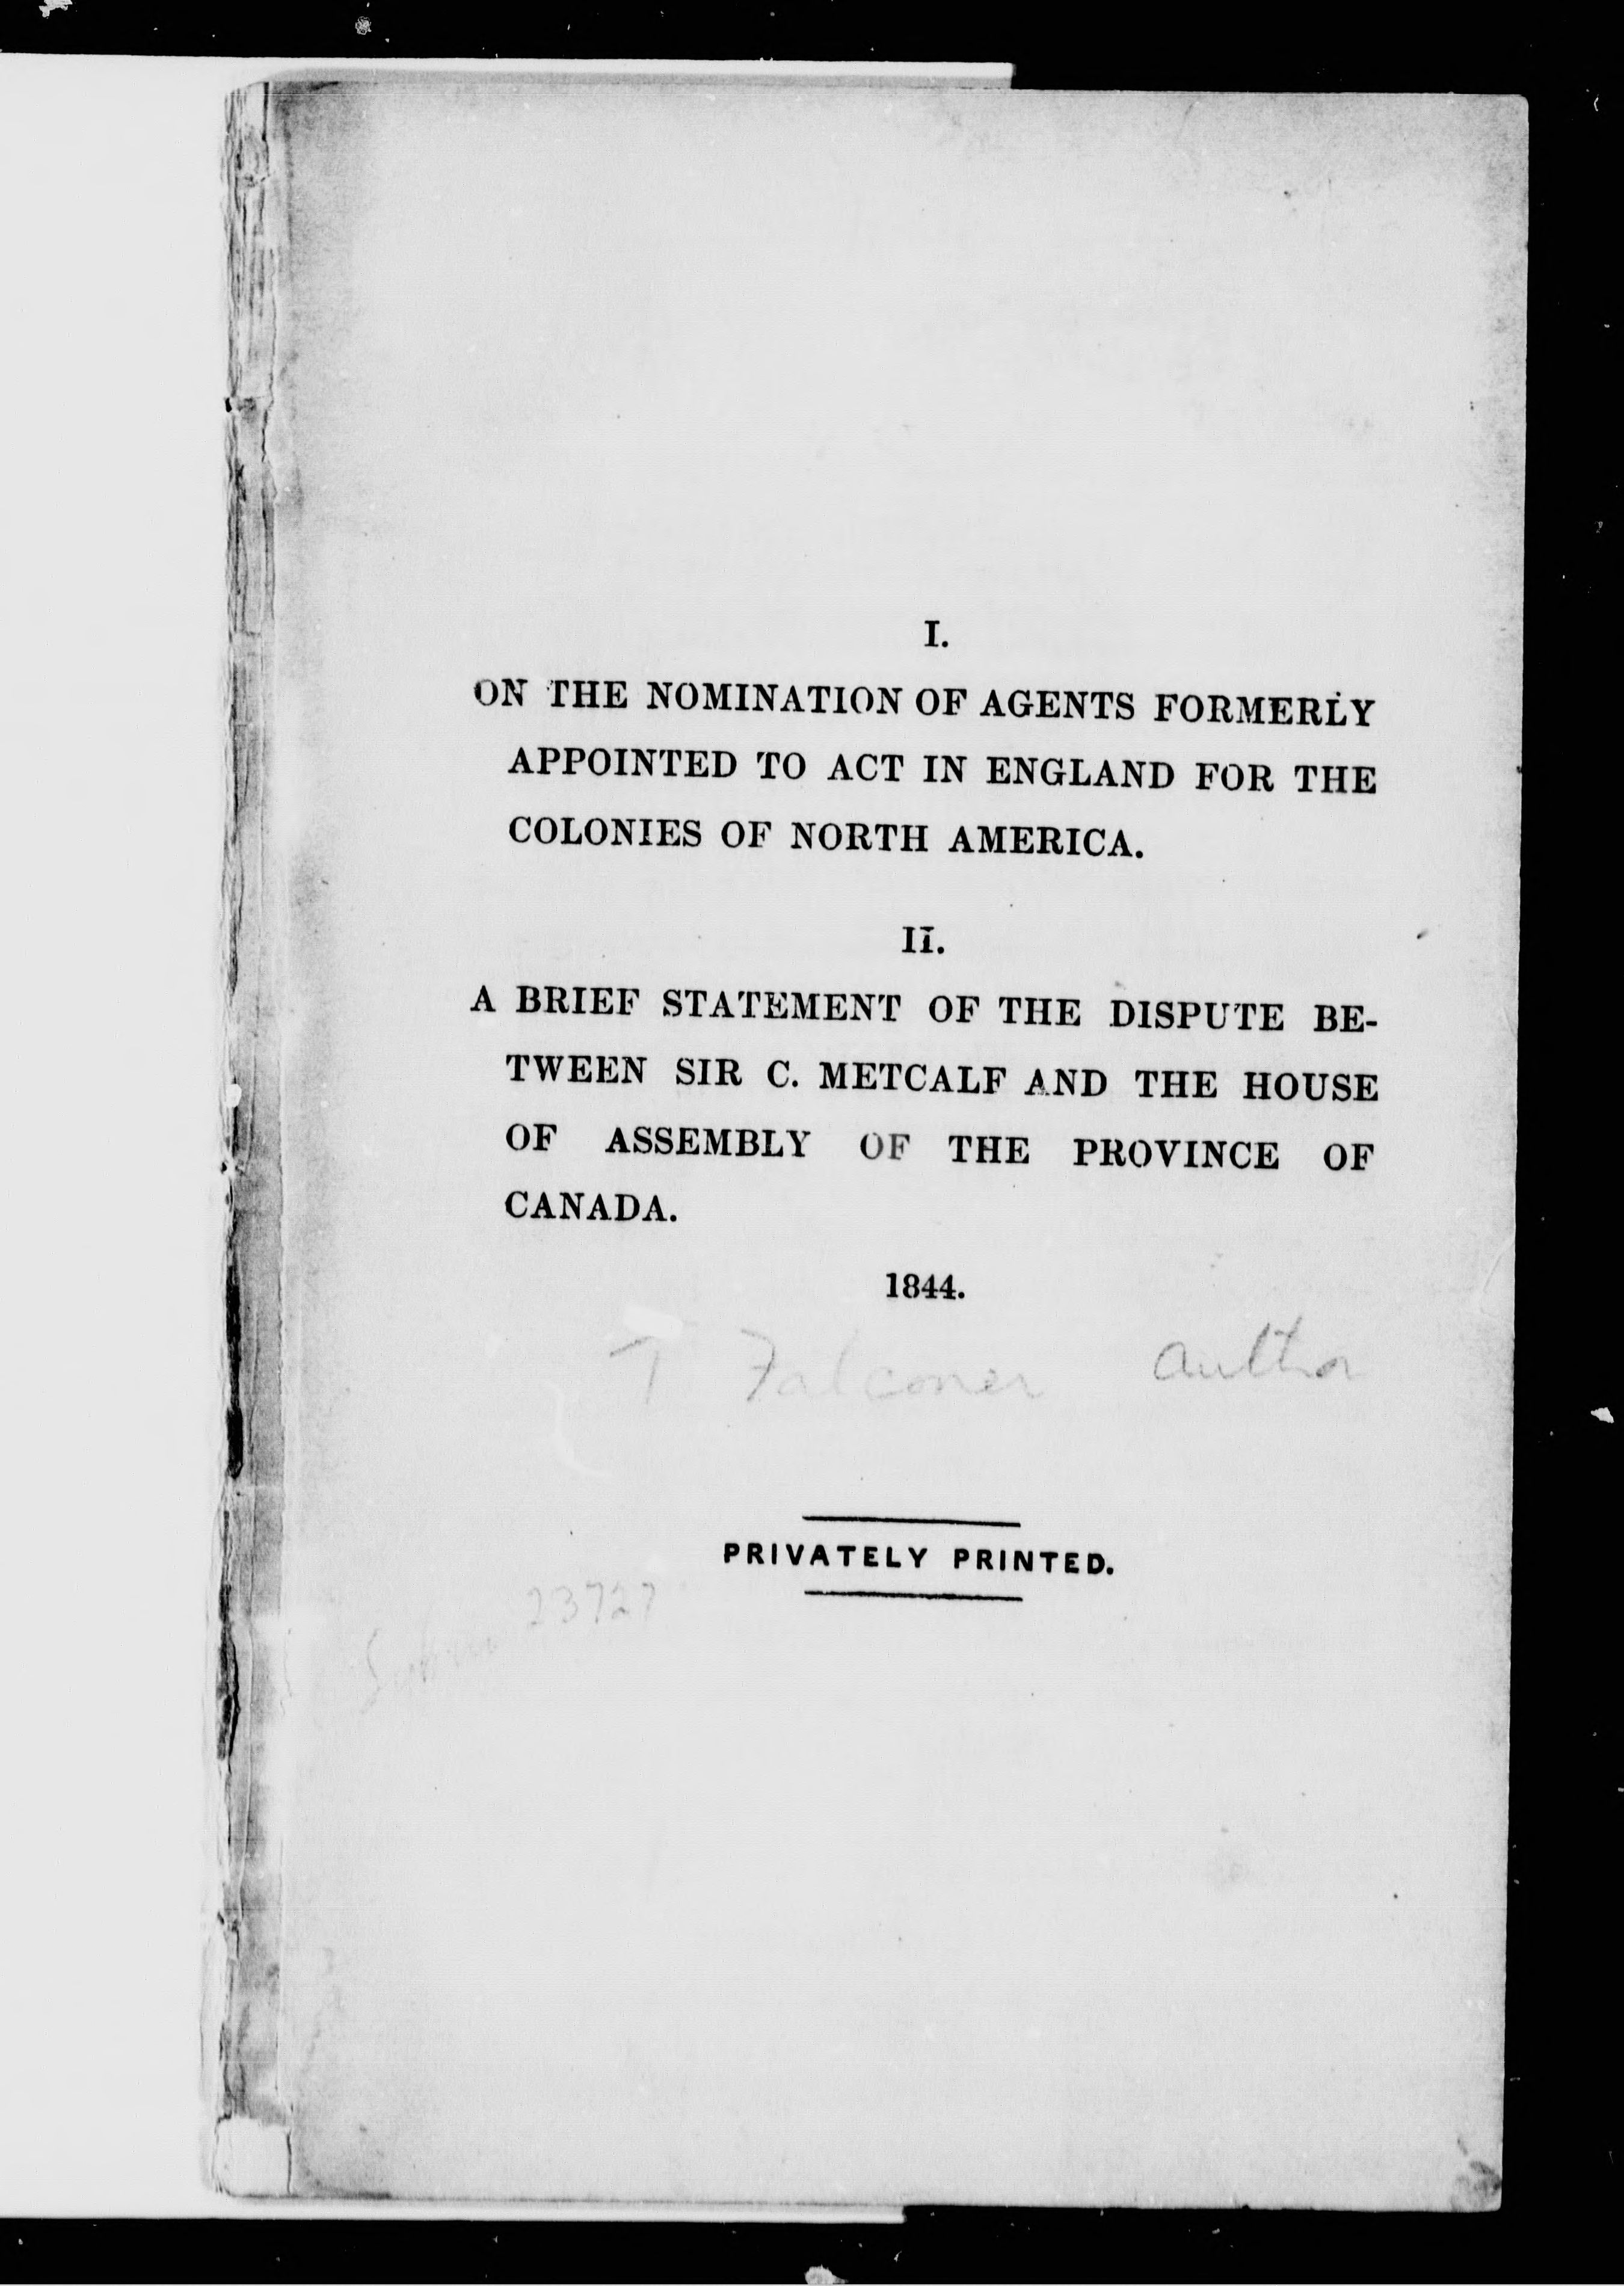 I.
ON THE NOMINATION OF AGENTS FORMERLY
APPOINTED TO ACT IN ENGLAND FOR THE
COLONIES OF NORTH AMERICA.
II.
A BRIEF STATEMENT OF THE DISPUTE BE-
TWEEN SIR C. METCALF AND THE HOUSE
OF ASSEMBLY OF THE PROVINCE OF
CANADA.
1844.
T Falconer author
PRIVATELY PRINTED.
23727